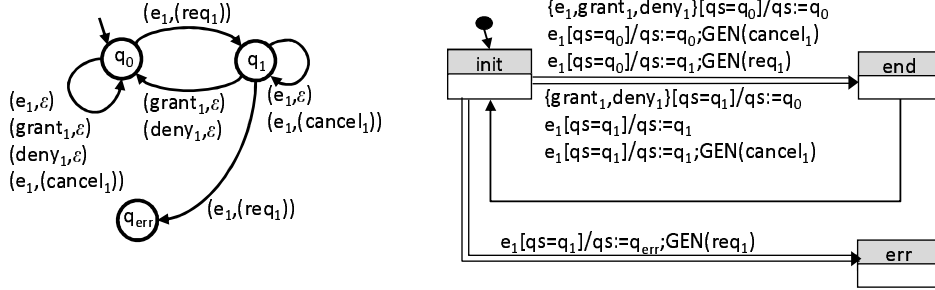 (e₁,(req₁))
q₀
q₁
(e₁,ε)
(grant₁,ε)
(deny₁,ε)
(e₁,(cancel₁))
(grant₁,ε)
(deny₁,ε)
(e₁,ε)
(e₁,(cancel₁))
qₑᵣᵣ
(e₁,(req₁))
{e₁,grant₁,deny₁}[qs=q₀]/qs:=q₀
e₁[qs=q₀]/qs:=q₀;GEN(cancel₁)
e₁[qs=q₀]/qs:=q₁;GEN(req₁)
init
end
{grant₁,deny₁}[qs=q₁]/qs:=q₀
e₁[qs=q₁]/qs:=q₁
e₁[qs=q₁]/qs:=q₁;GEN(cancel₁)
e₁[qs=q₁]/qs:=qₑᵣᵣ;GEN(req₁)
err